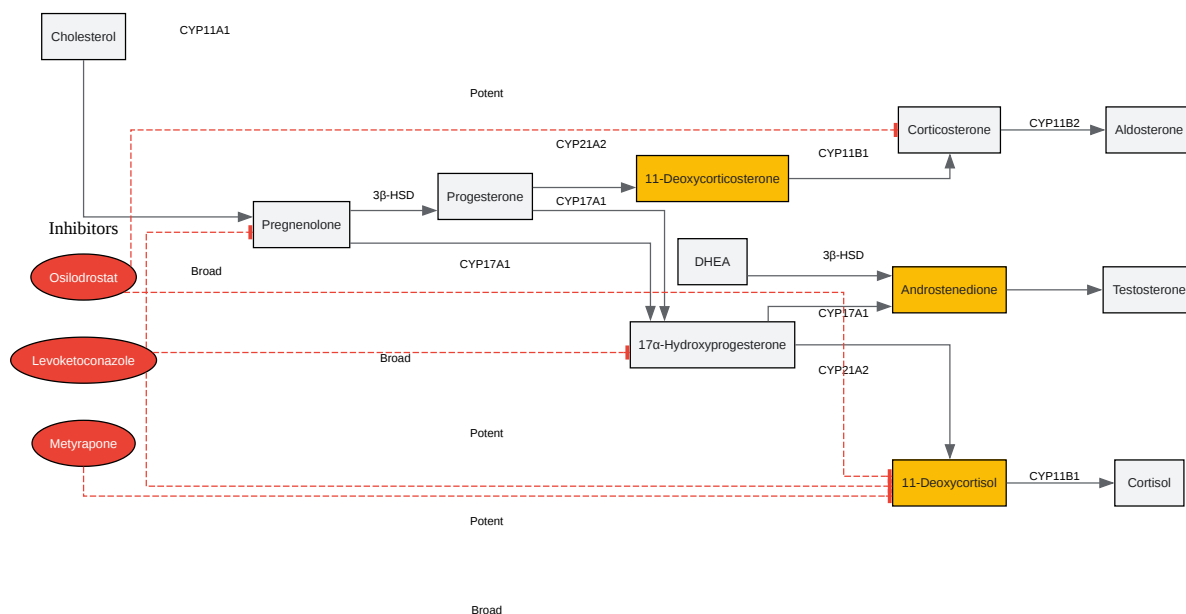 Cholesterol
CYP11A1
Potent
Corticosterone
CYP11B2
Aldosterone
CYP21A2
CYP11B1
11-Deoxycorticosterone
3β-HSD
Progesterone
CYP17A1
Pregnenolone
Inhibitors
DHEA
3β-HSD
CYP17A1
Broad
Osilodrostat
Androstenedione
Testosterone
CYP17A1
17α-Hydroxyprogesterone
Levoketoconazole
Broad
CYP21A2
Metyrapone
Potent
11-Deoxycortisol
CYP11B1
Cortisol
Potent
Broad